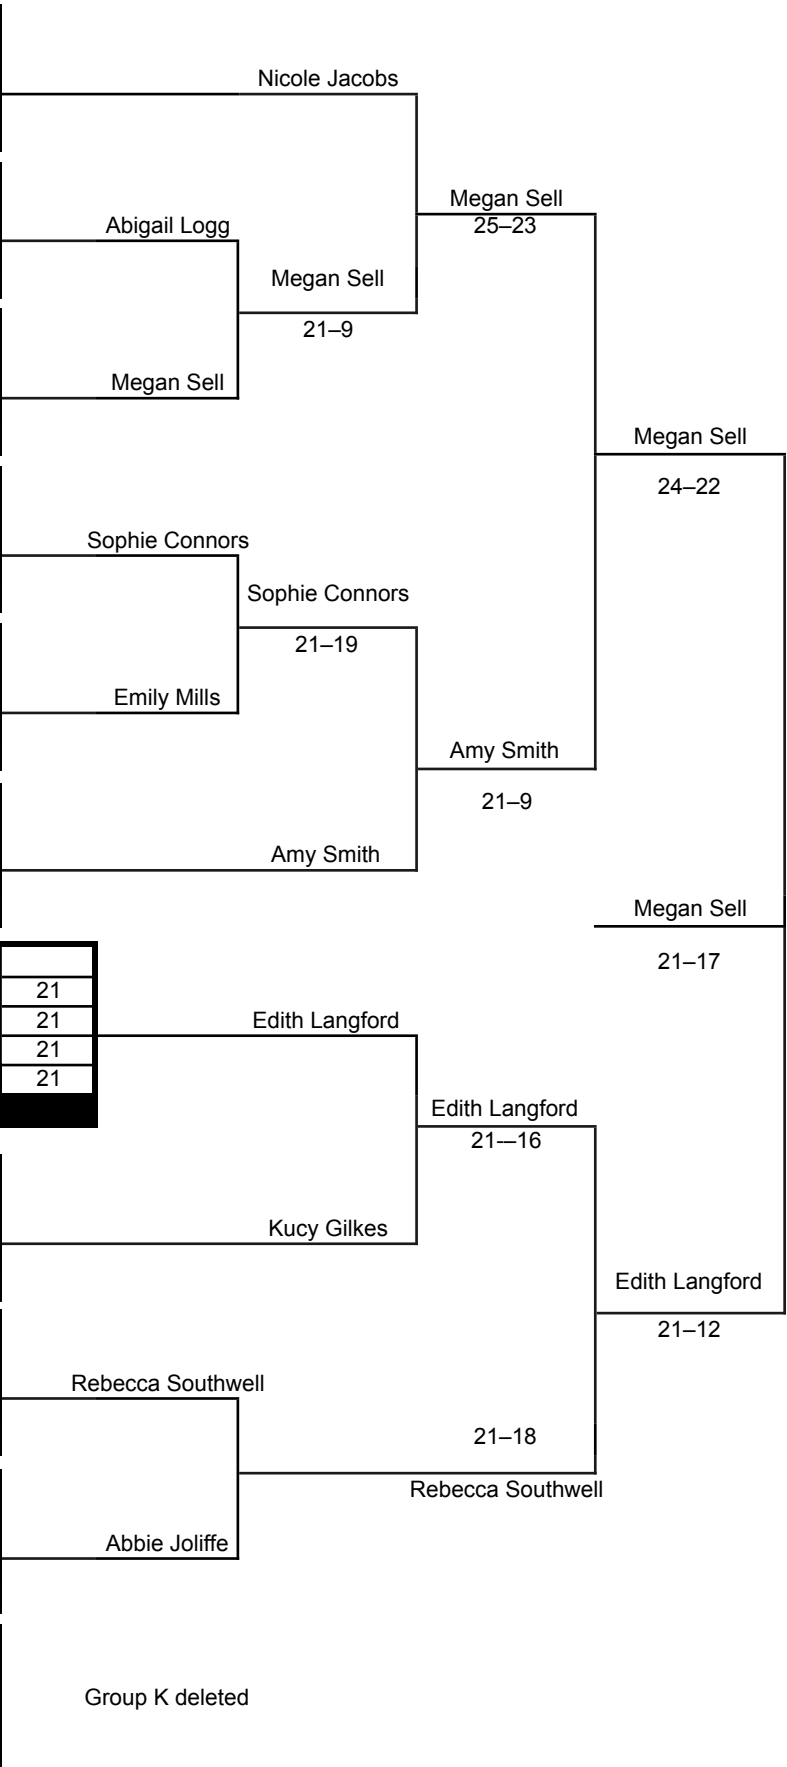 Nicole Jacobs
Megan Sell
25–23
Abigail Logg
Megan Sell
21–9
Megan Sell
Megan Sell
24–22
Sophie Connors
Sophie Connors
21–19
Emily Mills
Amy Smith
21–9
Amy Smith
Megan Sell
21–17
21
21
21
21
Edith Langford
Edith Langford
21-–16
Kucy Gilkes
Edith Langford
21–12
Rebecca Southwell
21–18
Rebecca Southwell
Abbie Joliffe
Group K deleted